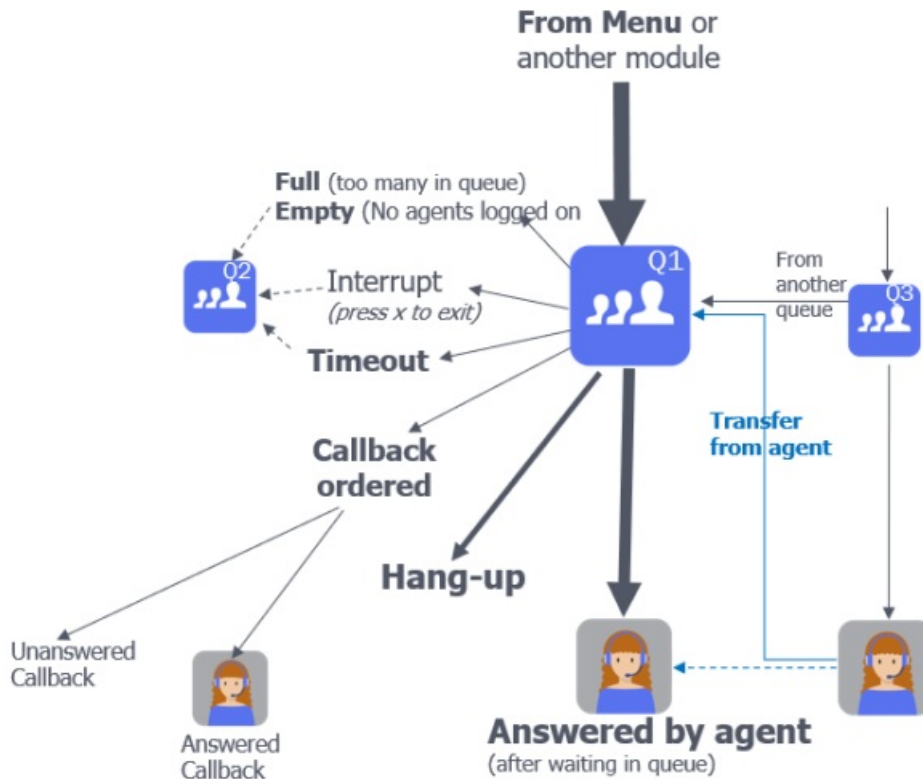 From Menu or
another module
Full (too many in queue)
Empty (No agents logged on
Q1
Q2
From
another
queue
Q3
Interrupt
(press x to exit)
Timeout
Transfer
from agent
Callback
ordered
Hang-up
Unanswered
Callback
Answered
Callback
Answered by agent
(after waiting in queue)